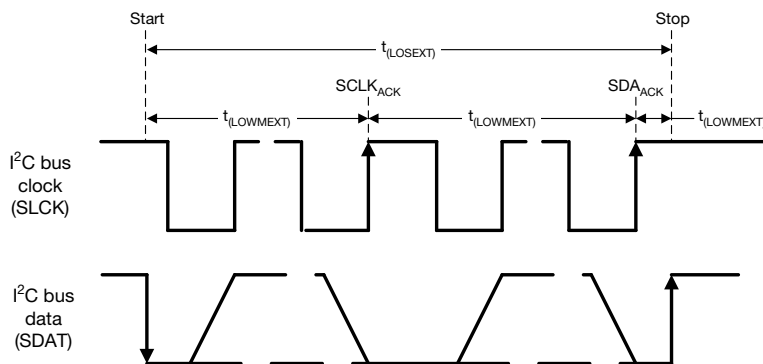 Start Stop
t(LOSEXT)
SCLKACK SDAACK
t(LOWMEXT) t(LOWMEXT) t(LOWMEXT)
I2C bus
clock
(SLCK)
I2C bus
data
(SDAT)